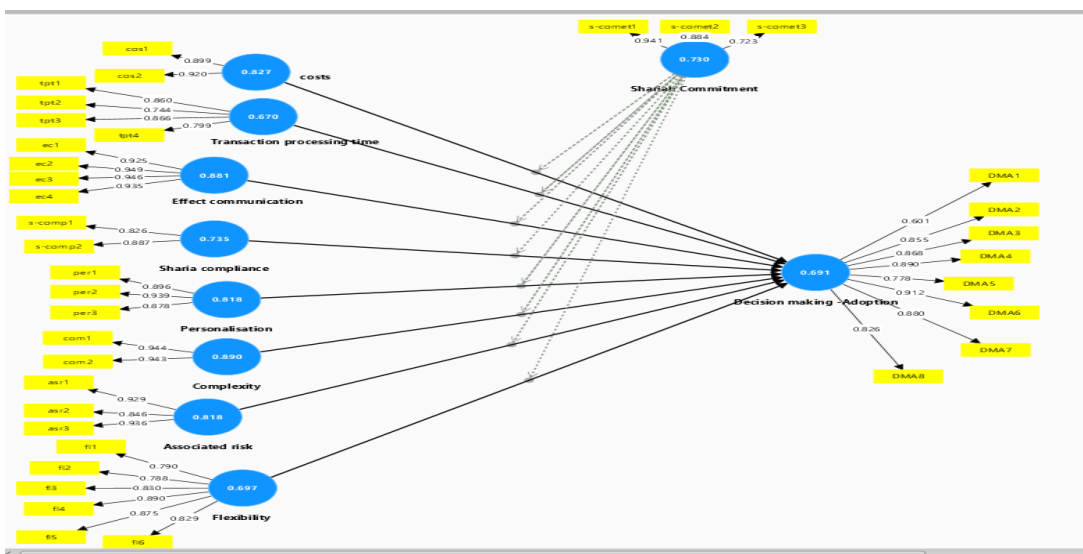 s-comet1 s-comet2 s-comet3
0.941 0.884 0.723
0.730
Shariah Commitment
cos1
0.899
cos2
0.920
0.827
costs
tpt1
0.860
tpt2
0.744
tpt3
0.866
tpt4
0.799
0.670
Transaction processing time
ec1
0.925
ec2
0.949
ec3
0.946
ec4
0.935
0.881
Effect communication
s-comp1
0.826
s-comp2
0.887
0.735
Sharia compliance
per1
0.896
per2
0.939
per3
0.878
0.818
Personalisation
com1
0.944
com2
0.943
0.890
Complexity
asr1
0.929
asr2
0.846
asr3
0.936
0.818
Associated risk
fl1
0.790
fl2
0.788
fl3
0.830
fl4
0.890
fl5
0.875
fl6
0.829
0.697
Flexibility
0.691
Decision making -Adoption
DMA1
0.601
DMA2
0.855
DMA3
0.868
DMA4
0.890
DMA5
0.778
DMA6
0.912
DMA7
0.880
DMA8
0.826